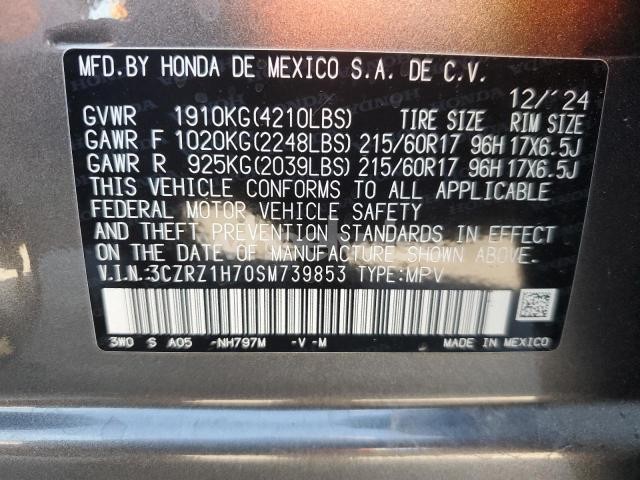 MFD.BY HONDA DE MEXICO S.A. DE C.V.
12/'24
GVWR 1910KG(4210LBS) TIRE SIZE RIM SIZE
GAWR F 1020KG(2248LBS) 215/60R17 96H 17X6.5J
GAWR R 925KG(2039LBS) 215/60R17 96H 17X6.5J
THIS VEHICLE CONFORMS TO ALL APPLICABLE
FEDERAL MOTOR VEHICLE SAFETY
AND THEFT PREVENTION STANDARDS IN EFFECT
ON THE DATE OF MANUFACTURE SHOWN ABOVE.
V.I.N.:3CZRZ1H70SM739853 TYPE:MPV
3W0 S A05 -NH797M -V -M MADE IN MEXICO